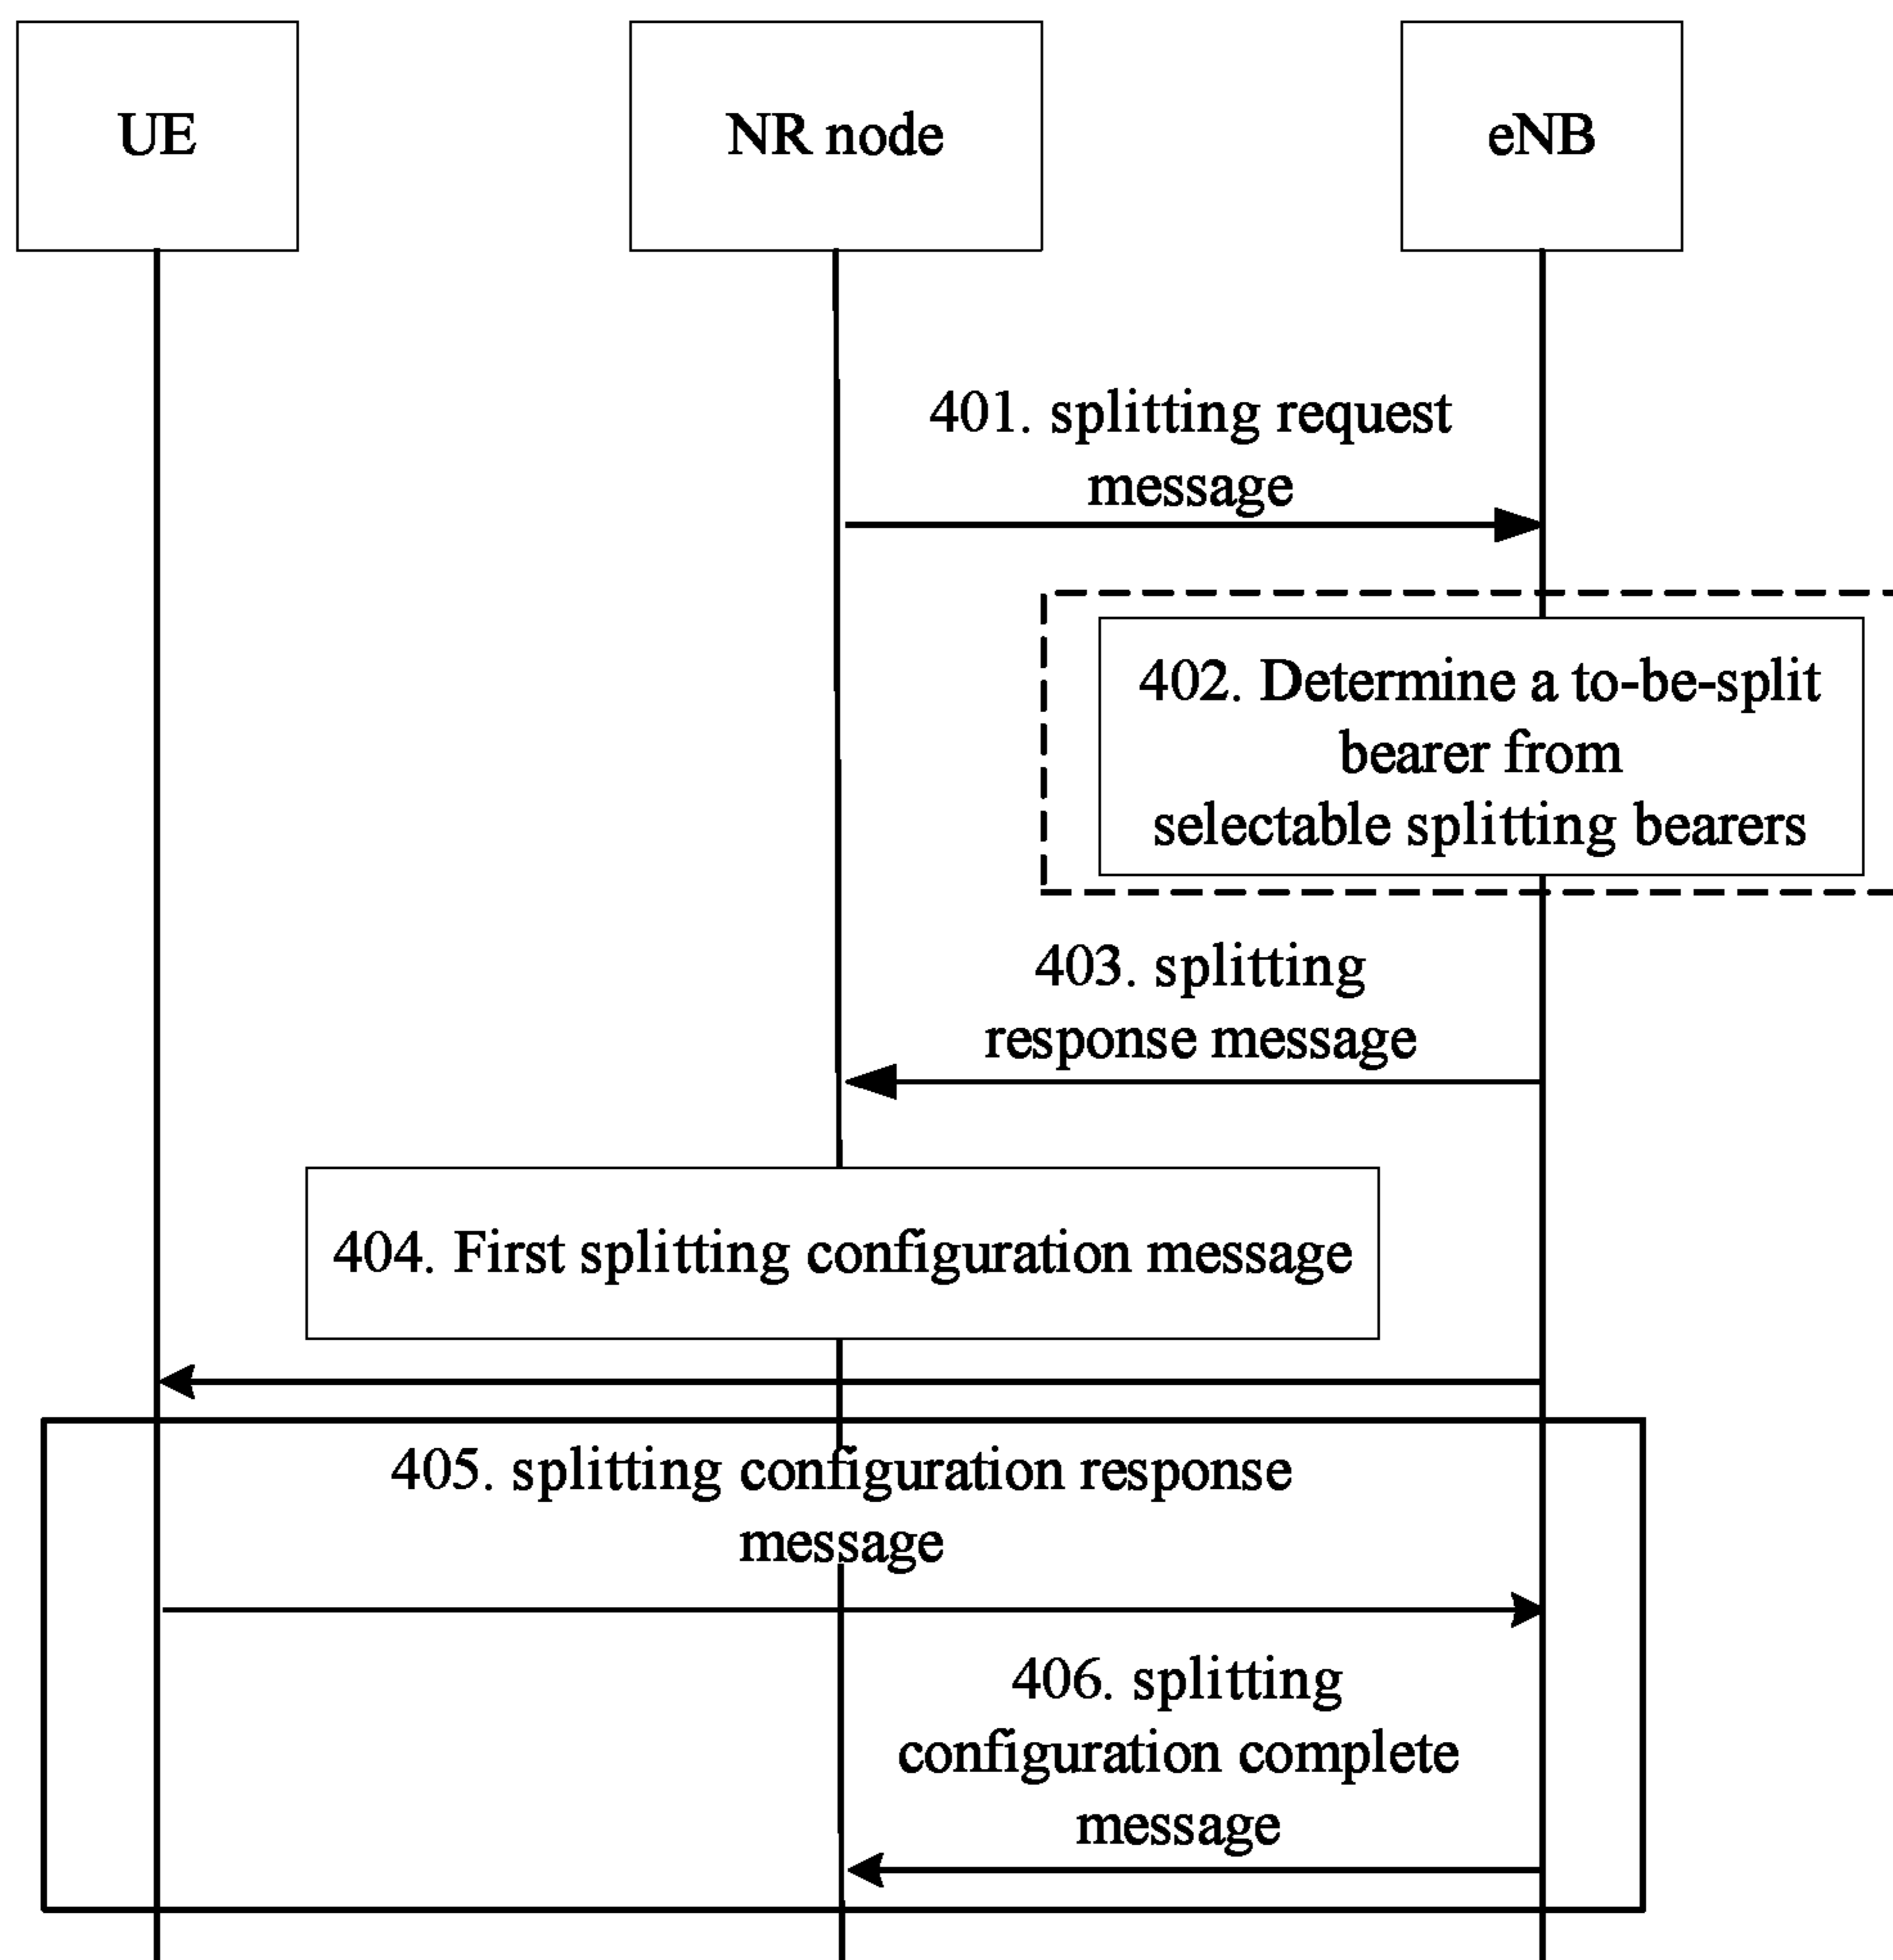 UE
NR node
eNB
401. splitting request
message
402. Determine a to-be-split
bearer from
selectable splitting bearers
403. splitting
response message
404. First splitting configuration message
405. splitting configuration response
message
406. splitting
configuration complete
message